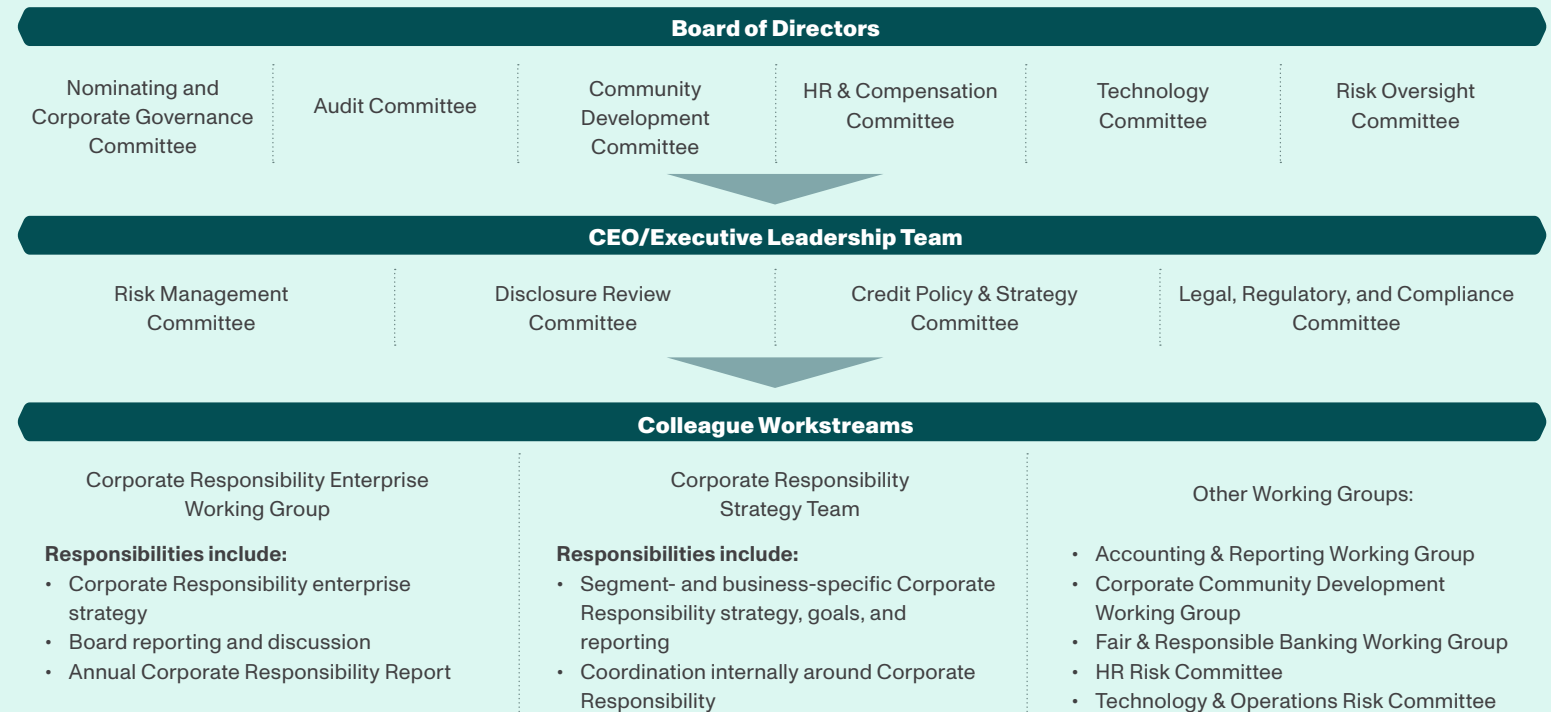 Board of Directors
Nominating and
Corporate Governance
Committee
Audit Committee
Community
Development
Committee
HR & Compensation
Committee
Technology
Committee
Risk Oversight
Committee
CEO/Executive Leadership Team
Risk Management
Committee
Disclosure Review
Committee
Credit Policy & Strategy
Committee
Legal, Regulatory, and Compliance
Committee
Colleague Workstreams
Corporate Responsibility Enterprise
Working Group
Responsibilities include:
• Corporate Responsibility enterprise
strategy
• Board reporting and discussion
• Annual Corporate Responsibility Report
Corporate Responsibility
Strategy Team
Responsibilities include:
• Segment- and business-specific Corporate
Responsibility strategy, goals, and
reporting
• Coordination internally around Corporate
Responsibility
Other Working Groups:
• Accounting & Reporting Working Group
• Corporate Community Development
Working Group
• Fair & Responsible Banking Working Group
• HR Risk Committee
• Technology & Operations Risk Committee